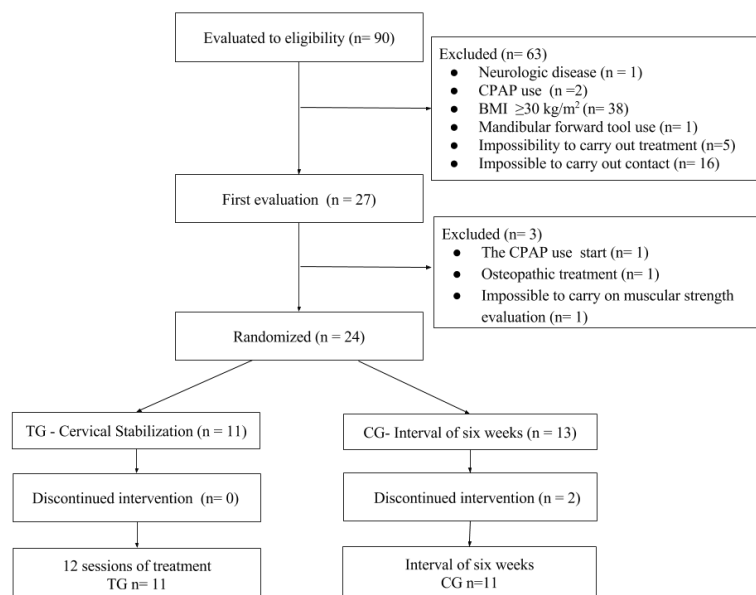 Evaluated to eligibility (n= 90)
Excluded (n= 63)
● Neurologic disease (n = 1)
● CPAP use (n =2)
● BMI ≥30 kg/m² (n= 38)
● Mandibular forward tool use (n= 1)
● Impossibility to carry out treatment (n=5)
● Impossible to carry out contact (n= 16)
First evaluation (n = 27)
Excluded (n= 3)
● The CPAP use start (n= 1)
● Osteopathic treatment (n= 1)
● Impossible to carry on muscular strength
evaluation (n= 1)
Randomized (n = 24)
TG - Cervical Stabilization (n = 11)
CG- Interval of six weeks (n = 13)
Discontinued intervention (n= 0)
Discontinued intervention (n = 2)
12 sessions of treatment
TG n= 11
Interval of six weeks
CG n=11